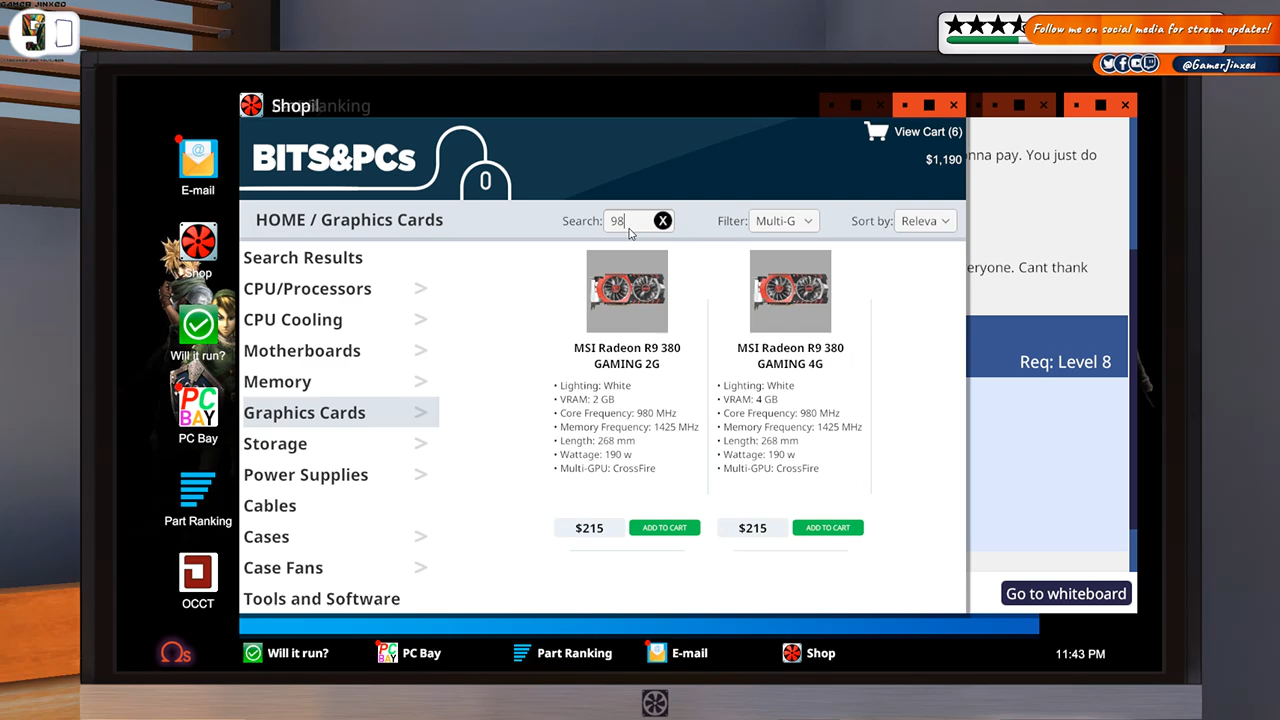 GAMER JINXED
Follow me on social media for stream updates!
@GamerJinxed
Shop
View Cart (6)
$1,190
BITS&PCs
HOME / Graphics Cards
Search:
98
X
Filter:
Multi-G
Sort by:
Releva
Search Results
CPU/Processors >
CPU Cooling >
Motherboards >
Memory >
Graphics Cards >
Storage >
Power Supplies >
Cables
Cases >
Case Fans >
Tools and Software
MSI Radeon R9 380
GAMING 2G
• Lighting: White
• VRAM: 2 GB
• Core Frequency: 980 MHz
• Memory Frequency: 1425 MHz
• Length: 268 mm
• Wattage: 190 w
• Multi-GPU: CrossFire
$215
ADD TO CART
MSI Radeon R9 380
GAMING 4G
• Lighting: White
• VRAM: 4 GB
• Core Frequency: 980 MHz
• Memory Frequency: 1425 MHz
• Length: 268 mm
• Wattage: 190 w
• Multi-GPU: CrossFire
$215
ADD TO CART
nna pay. You just do
eryone. Cant thank
Req: Level 8
Go to whiteboard
E-mail
Shop
Will it run?
PC
BAY
PC Bay
Part Ranking
OCCT
Ωs
Will it run?
PC
BAY
PC Bay
Part Ranking
E-mail
Shop
11:43 PM